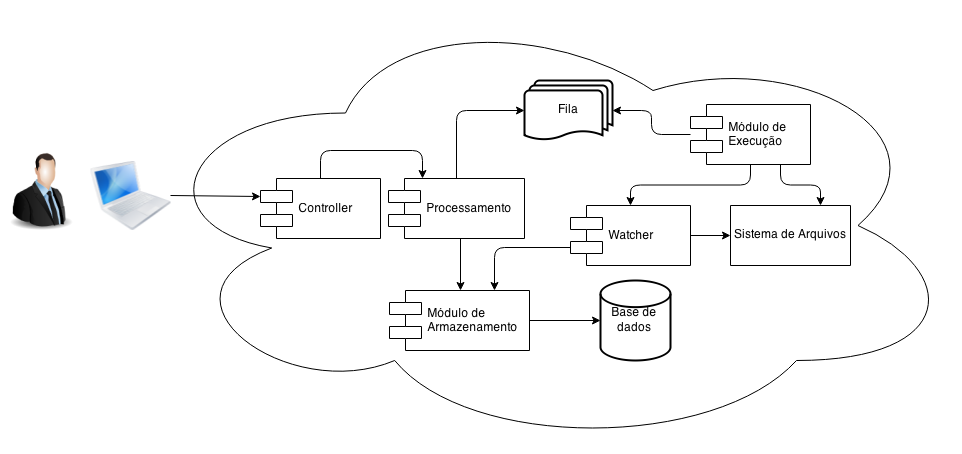 Fila
Módulo de
Execução
Controller
Processamento
Watcher
Sistema de Arquivos
Módulo de
Armazenamento
Base de
dados